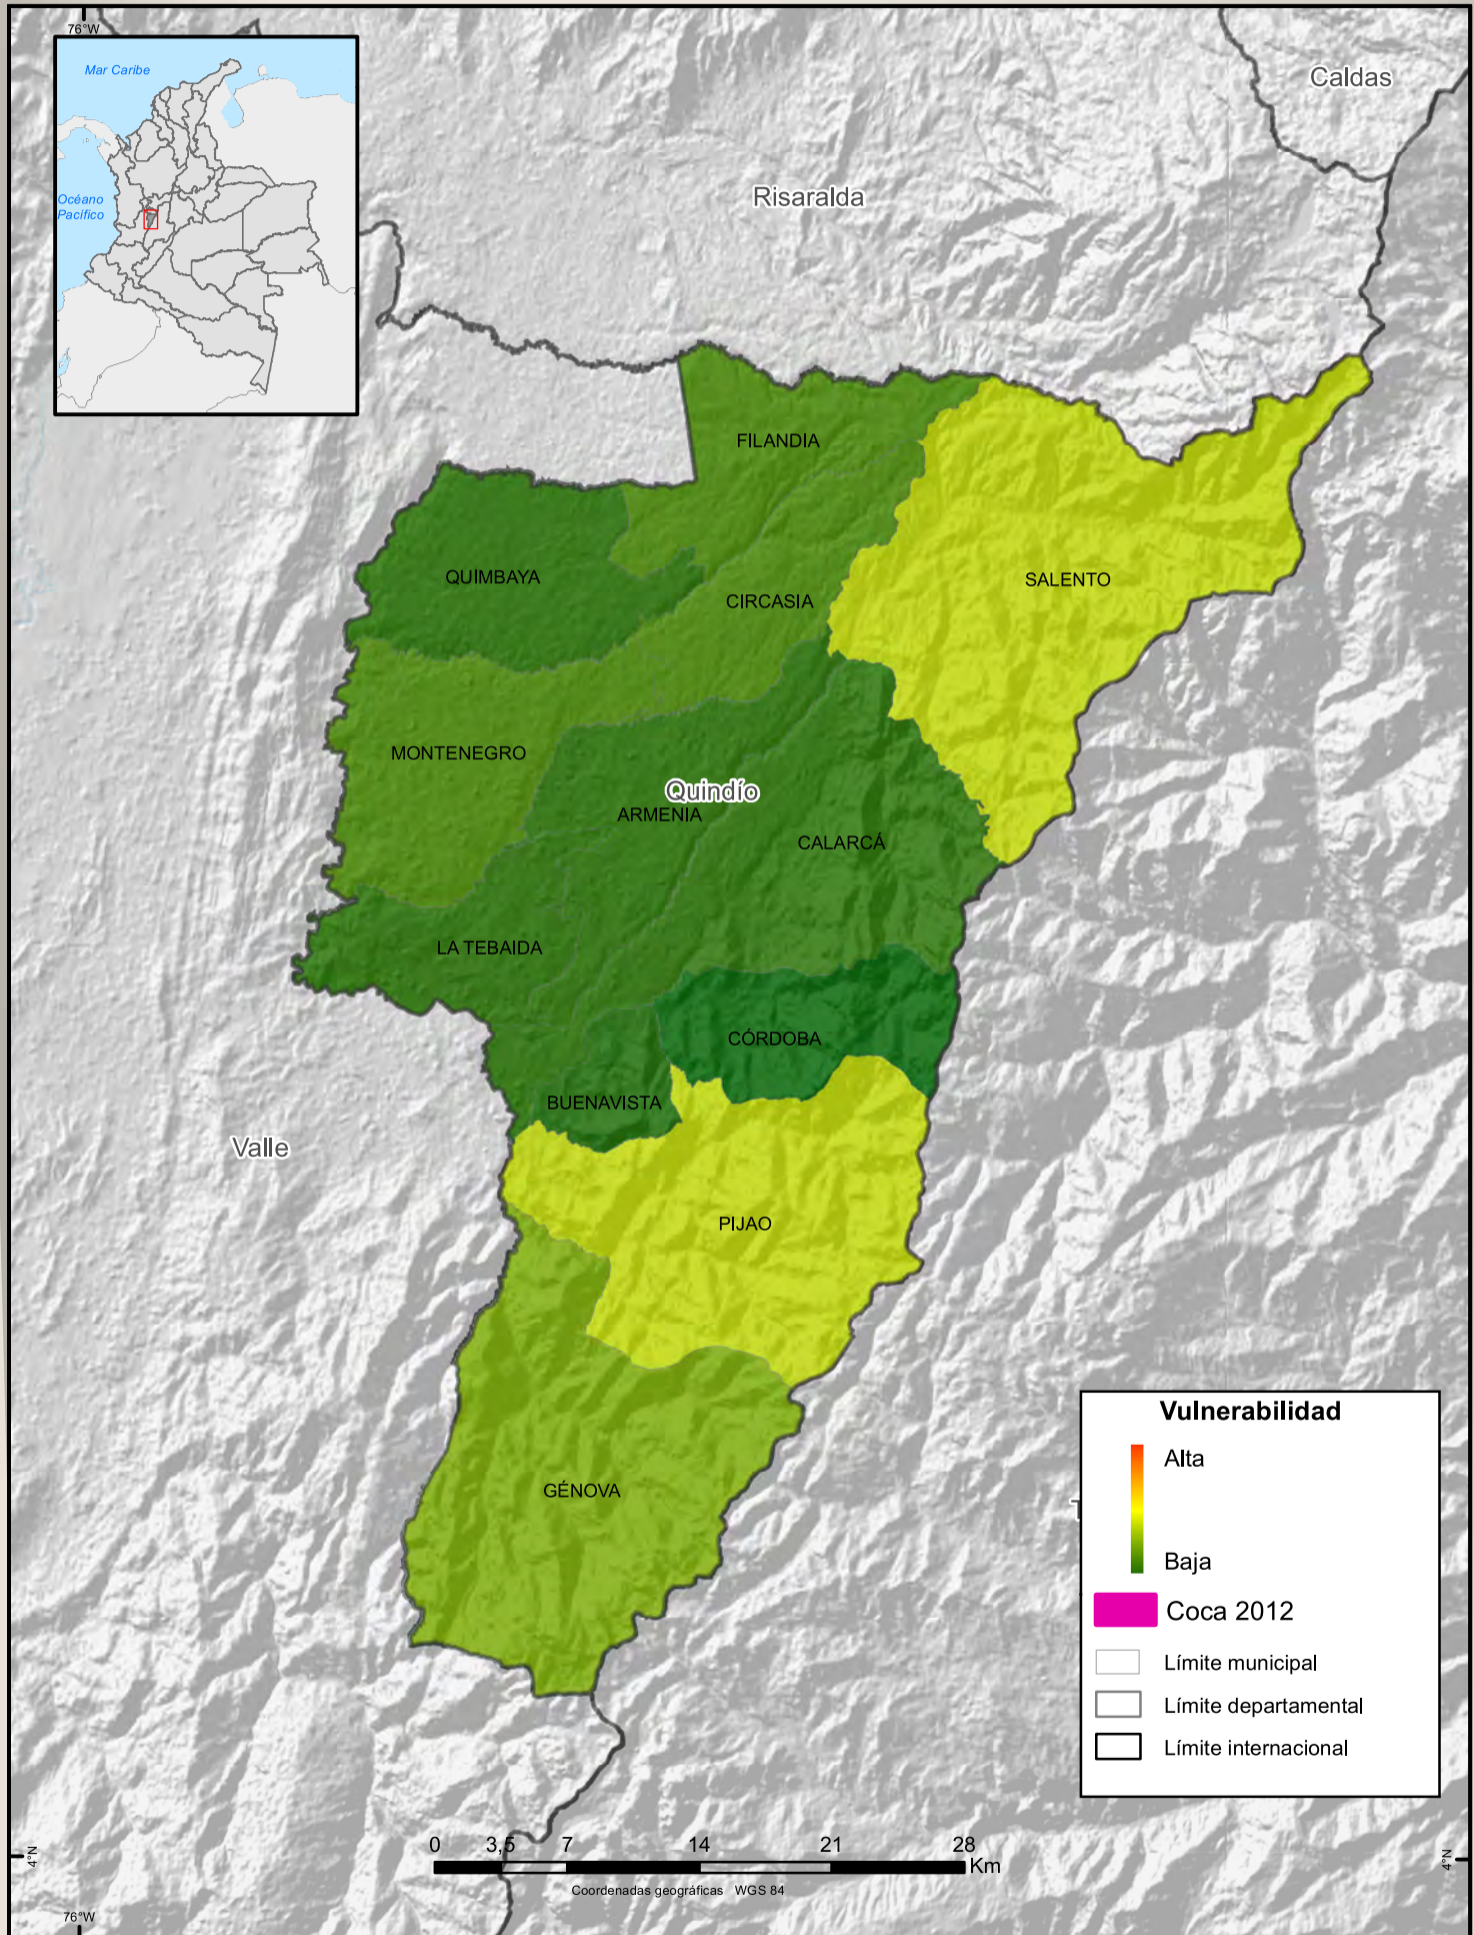 76°W
Mar Caribe
Océano
Pacífico
Caldas
Risaralda
FILANDIA
QUIMBAYA
CIRCASIA
SALENTO
MONTENEGRO
Quindío
ARMENIA
CALARCÁ
LA TEBAIDA
CÓRDOBA
BUENAVISTA
Valle
PIJAO
GÉNOVA
Vulnerabilidad
Alta
Baja
Coca 2012
Límite municipal
Límite departamental
Límite internacional
0 3,5 7 14 21 28
Km
Coordenadas geográficas WGS 84
4°N
4°N
76°W